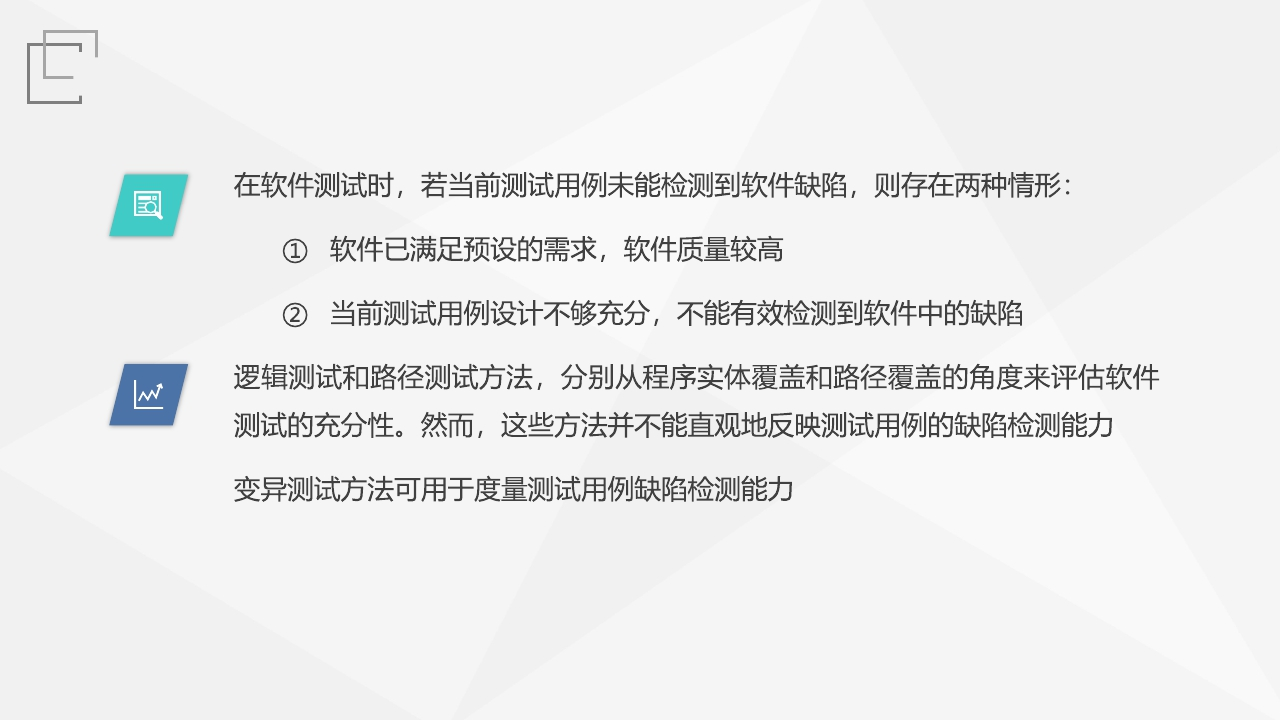 在软件测试时，若当前测试用例未能检测到软件缺陷，则存在两种情形：
① 软件已满足预设的需求，软件质量较高
② 当前测试用例设计不够充分，不能有效检测到软件中的缺陷
逻辑测试和路径测试方法，分别从程序实体覆盖和路径覆盖的角度来评估软件
测试的充分性。然而，这些方法并不能直观地反映测试用例的缺陷检测能力
变异测试方法可用于度量测试用例缺陷检测能力